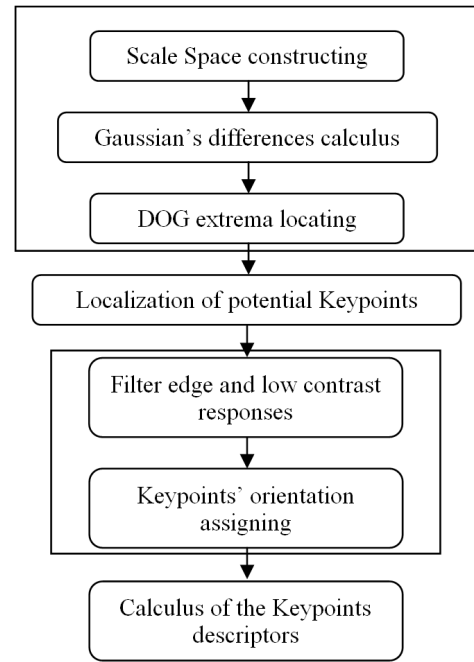 Scale Space constructing
Gaussian's differences calculus
DOG extrema locating
Localization of potential Keypoints
Filter edge and low contrast
responses
Keypoints' orientation
assigning
Calculus of the Keypoints
descriptors